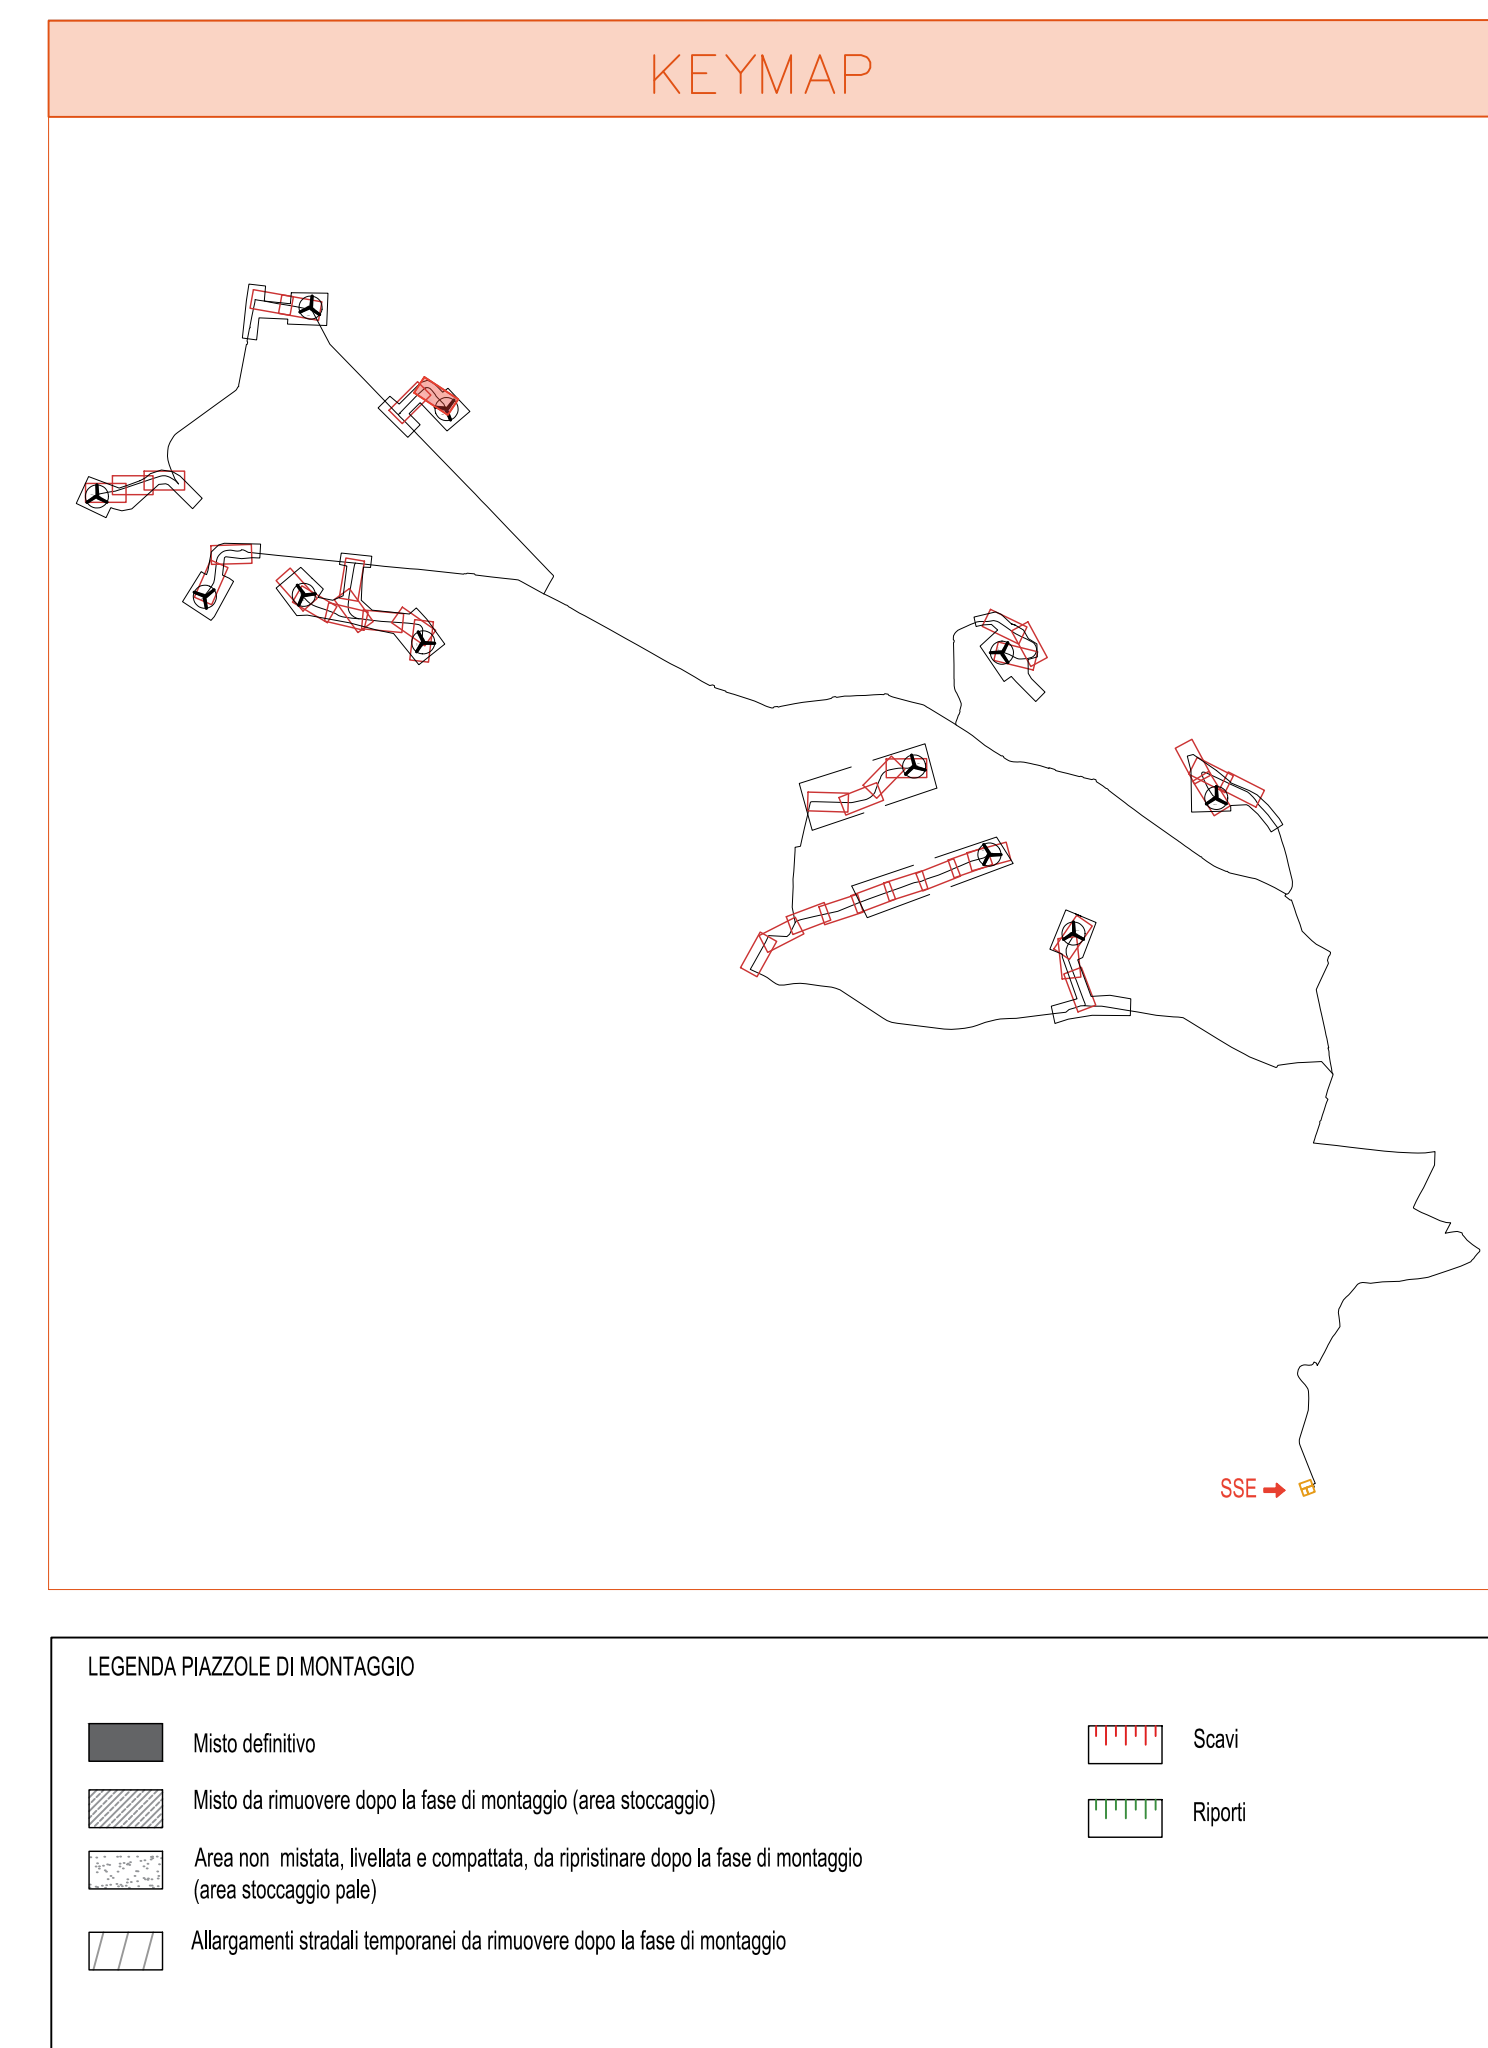 KEYMAP
SSE
LEGENDA PIAZZOLE DI MONTAGGIO
Misto definitivo
Misto da rimuovere dopo la fase di montaggio (area stoccaggio)
Area non mistata, livellata e compattata, da ripristinare dopo la fase di montaggio
(area stoccaggio pale)
Allargamenti stradali temporanei da rimuovere dopo la fase di montaggio
Scavi
Riporti